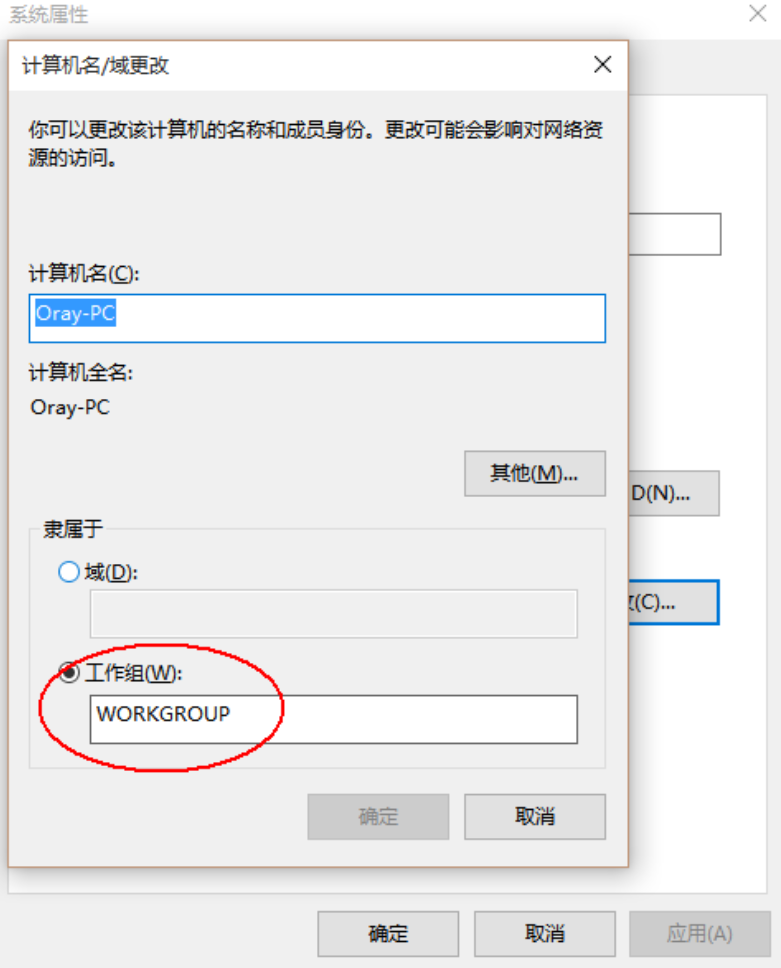 系统属性
计算机名/域更改
你可以更改该计算机的名称和成员身份。更改可能会影响对网络资
源的访问。
计算机名(C):
Oray-PC
计算机全名:
Oray-PC
其他(M)...
D(N)...
隶属于
域(D):
(C)...
工作组(W):
WORKGROUP
确定
取消
确定
取消
应用(A)